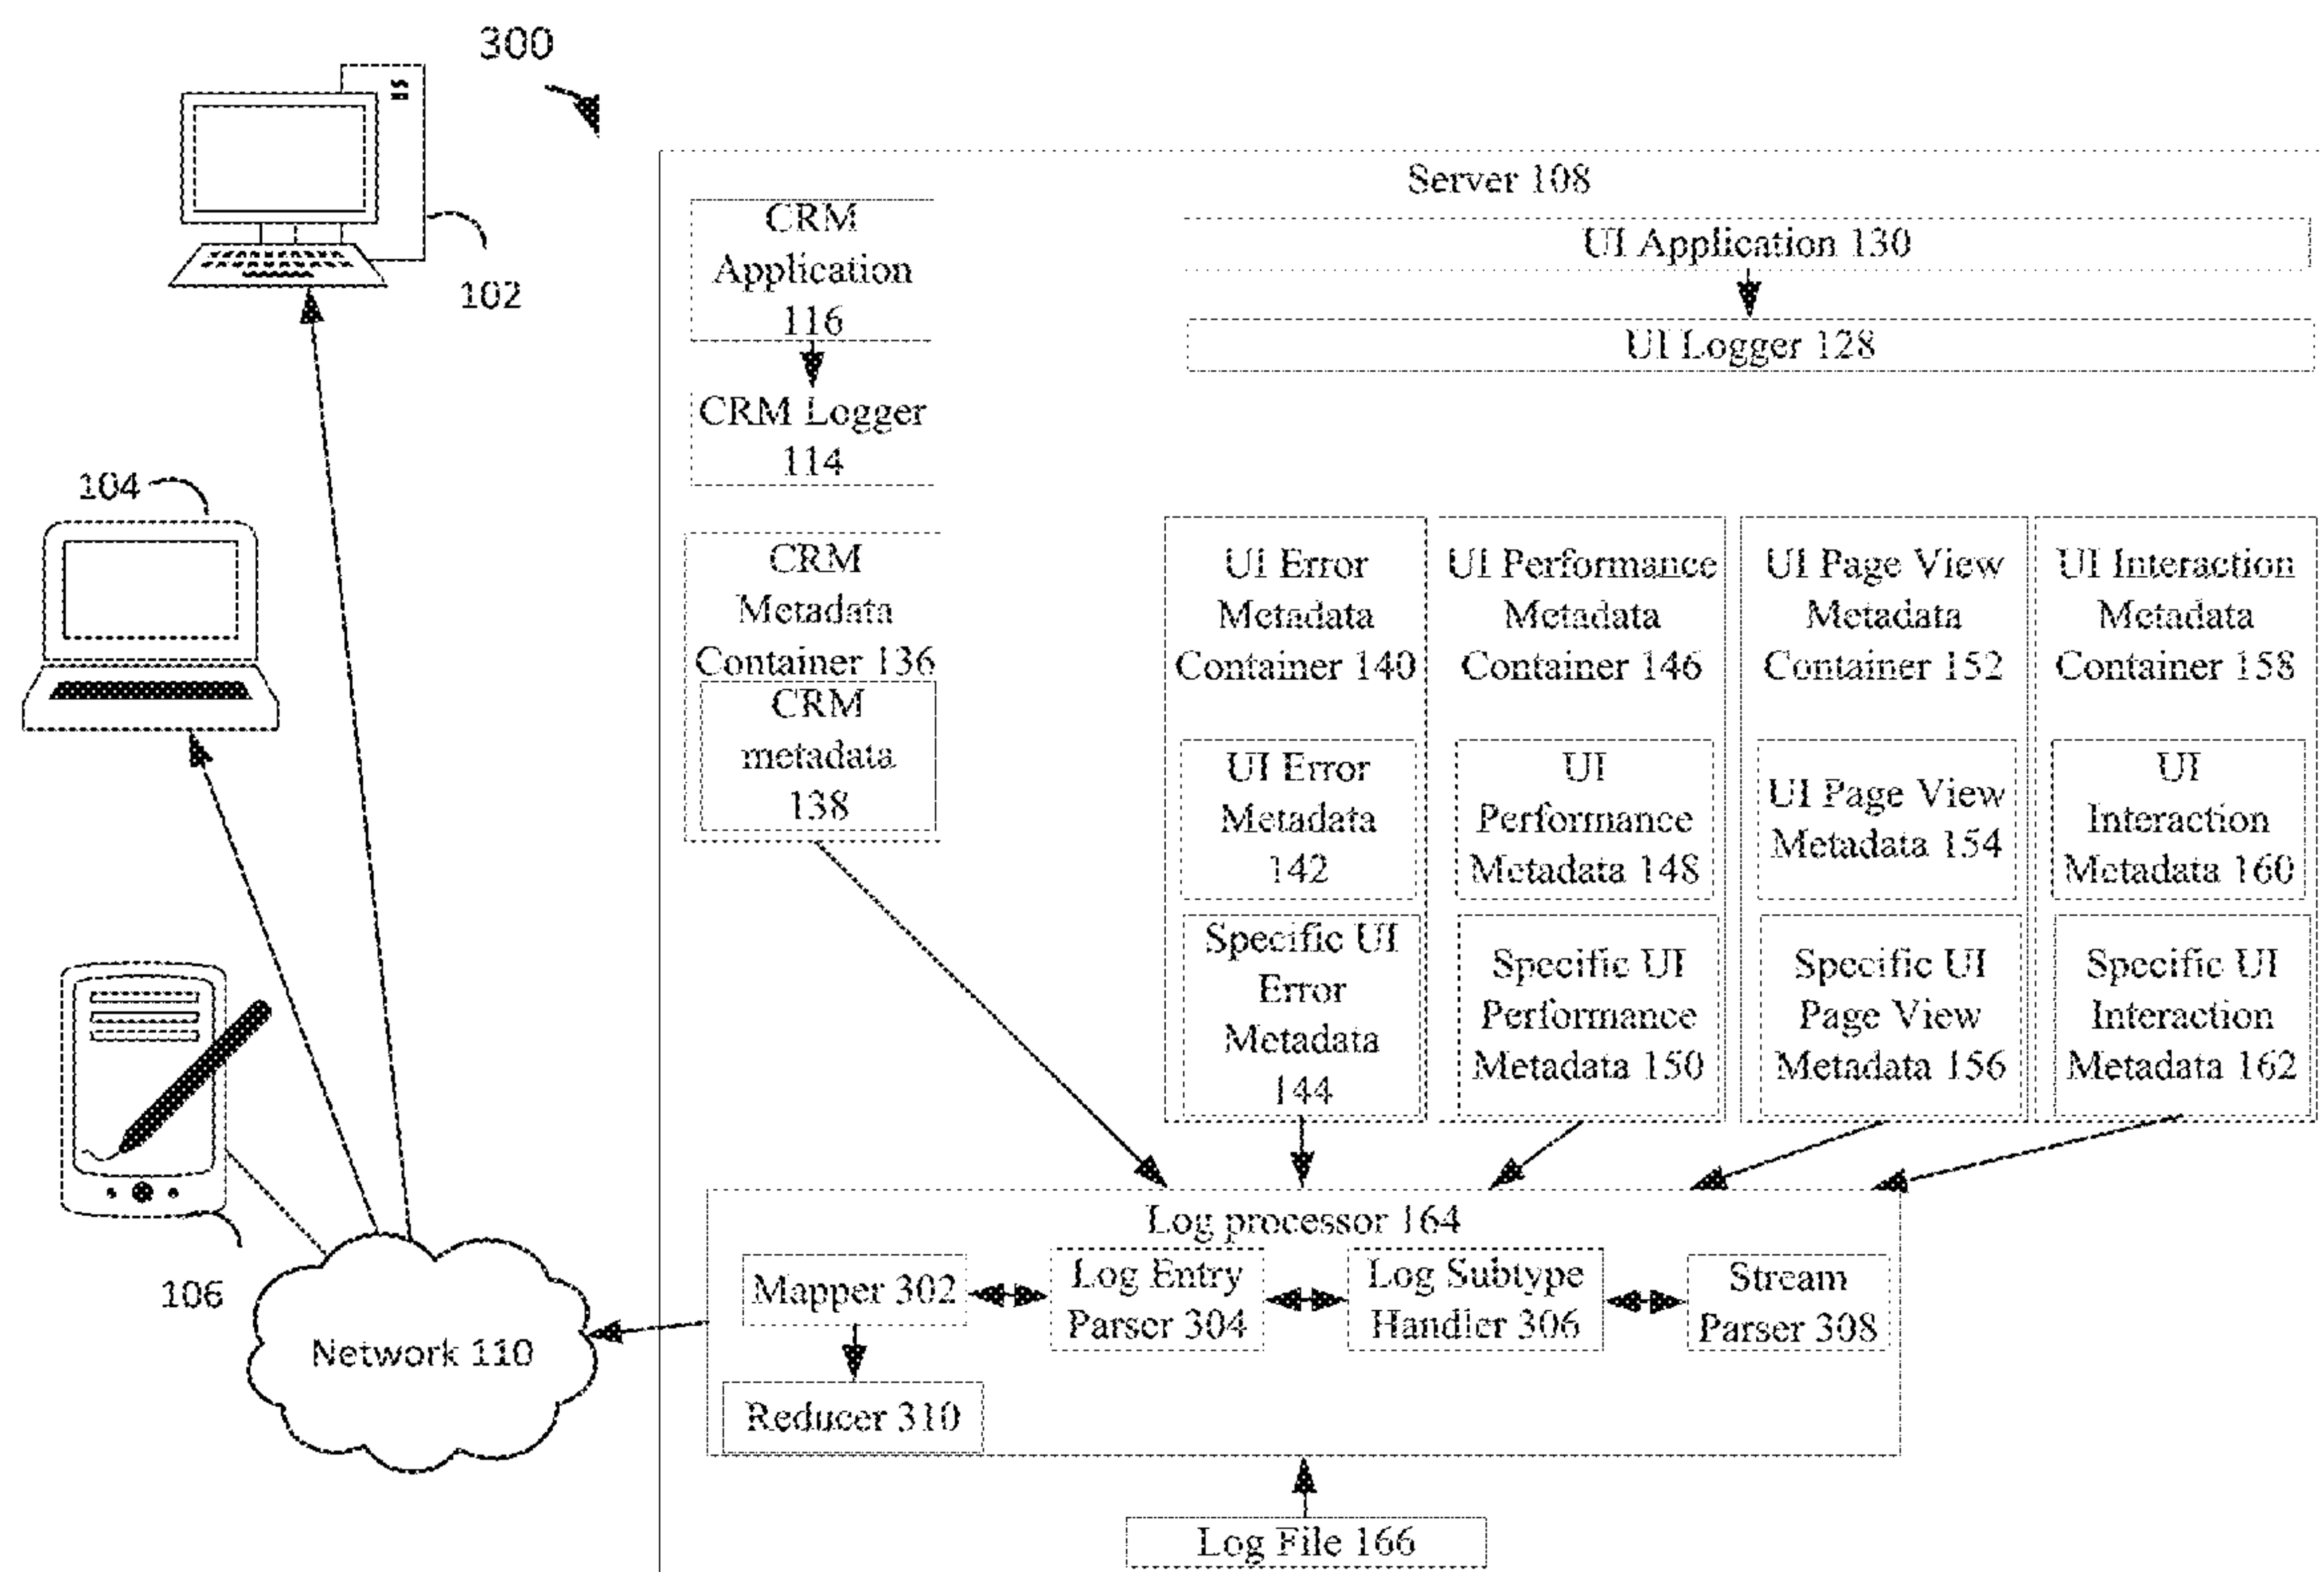 300
102
104
106
Network 110
Server 108
CRM
Application
116
CRM Logger
114
CRM
Metadata
Container 136
CRM
metadata
138
UI Application 130
UI Logger 128
UI Error
Metadata
Container 140
UI Error
Metadata
142
Specific UI
Error
Metadata
144
UI Performance
Metadata
Container 146
UI
Performance
Metadata 148
Specific UI
Performance
Metadata 150
UI Page View
Metadata
Container 152
UI Page View
Metadata 154
Specific UI
Page View
Metadata 156
UI Interaction
Metadata
Container 158
UI
Interaction
Metadata 160
Specific UI
Interaction
Metadata 162
Log processor 164
Mapper 302
Log Entry
Parser 304
Log Subtype
Handler 306
Stream
Parser 308
Reducer 310
Log File 166